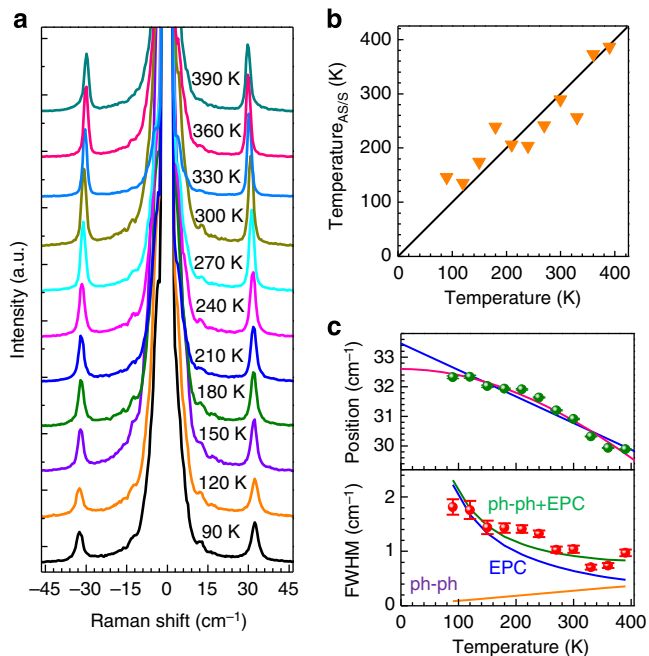 a
390 K
360 K
330 K
300 K
270 K
240 K
210 K
180 K
150 K
120 K
90 K
Intensity (a.u.)
−45 −30 −15 0 15 30 45
Raman shift (cm−1)
b
400
300
200
100
Temperature_AS/S (K)
0 100 200 300 400
Temperature (K)
c
33
32
31
30
Position (cm−1)
2
1
0
FWHM (cm−1)
ph-ph+EPC
EPC
ph-ph
0 100 200 300 400
Temperature (K)